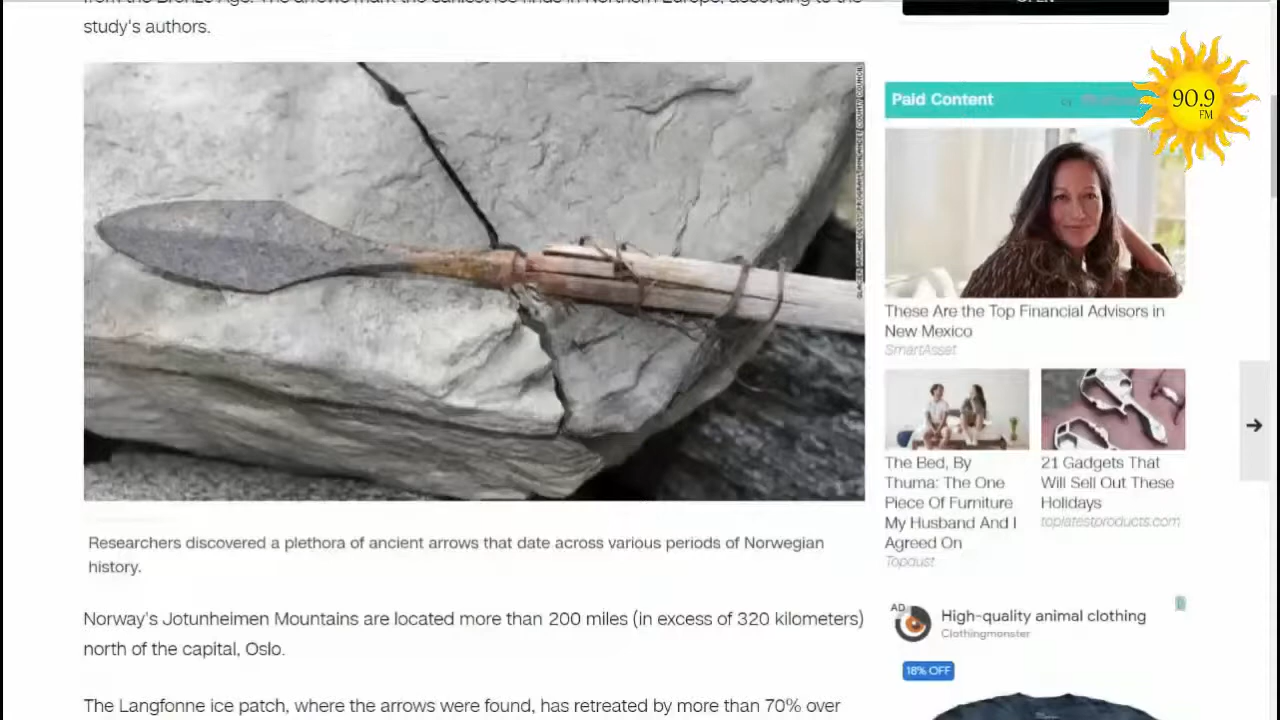 study's authors.
Researchers discovered a plethora of ancient arrows that date across various periods of Norwegian
history.
Norway's Jotunheimen Mountains are located more than 200 miles (in excess of 320 kilometers)
north of the capital, Oslo.
The Langfonne ice patch, where the arrows were found, has retreated by more than 70% over
90.9
FM
Paid Content
by
These Are the Top Financial Advisors in
New Mexico
SmartAsset
The Bed, By
Thuma: The One
Piece Of Furniture
My Husband And I
Agreed On
Topdust
21 Gadgets That
Will Sell Out These
Holidays
toplatestproducts.com
AD
High-quality animal clothing
Clothingmonster
18% OFF